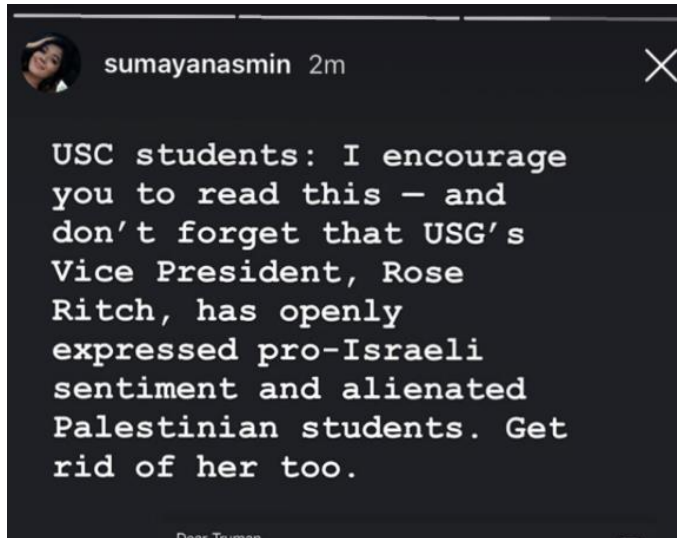 sumayanasmin 2m
USC students: I encourage
you to read this — and
don't forget that USG's
Vice President, Rose
Ritch, has openly
expressed pro-Israeli
sentiment and alienated
Palestinian students. Get
rid of her too.
Dear Truman